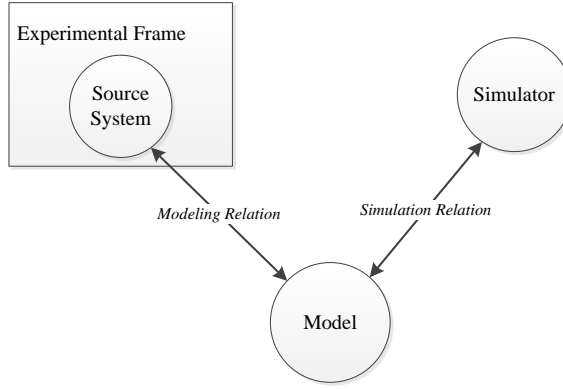 Experimental Frame
Source
System
Simulator
Modeling Relation
Simulation Relation
Model